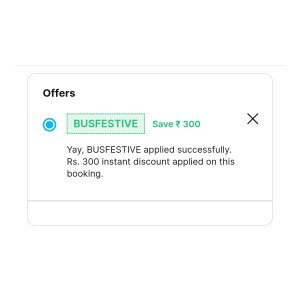 Offers
BUSFESTIVE Save ₹ 300
Yay, BUSFESTIVE applied successfully.
Rs. 300 instant discount applied on this
booking.